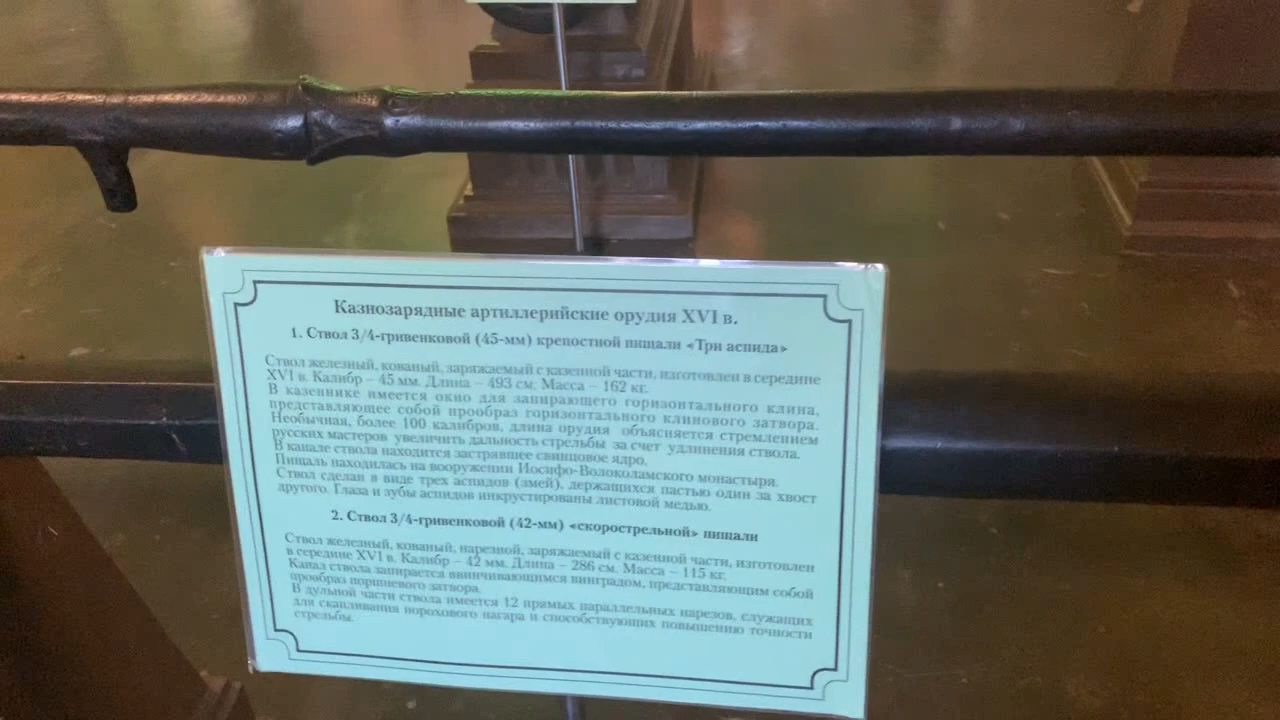 Казнозарядные артиллерийские орудия XVI в.
1. Ствол 3/4-гривенковой (45-мм) крепостной пищали «Три аспида»
Ствол железный, кованый, заряжаемый с казенной части, изготовлен в середине
XVI в. Калибр – 45 мм. Длина – 493 см. Масса – 162 кг.
В казеннике имеется окно для запирающего горизонтального клина,
представляющее собой прообраз горизонтального клинового затвора.
Необычная, более 100 калибров, длина орудия объясняется стремлением
русских мастеров увеличить дальность стрельбы за счет удлинения ствола.
В канале ствола находится застрявшее свинцовое ядро.
Пищаль находилась на вооружении Иосифо-Волоколамского монастыря.
Ствол сделан в виде трех аспидов (змей), держащихся пастью один за хвост
другого. Глаза и зубы аспидов инкрустированы листовой медью.
2. Ствол 3/4-гривенковой (42-мм) «скорострельной» пищали
Ствол железный, кованый, нарезной, заряжаемый с казенной части, изготовлен
в середине XVI в. Калибр – 42 мм. Длина – 286 см. Масса – 115 кг.
Канал ствола запирается ввинчивающимся винградом, представляющим собой
прообраз поршневого затвора.
В дульной части ствола имеется 12 прямых параллельных нарезов, служащих
для скапливания порохового нагара и способствующих повышению точности
стрельбы.